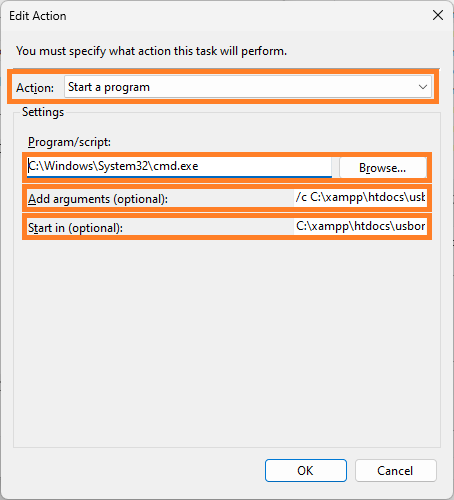 Edit Action
You must specify what action this task will perform.
Action: Start a program
Settings
Program/script:
C:\Windows\System32\cmd.exe Browse...
Add arguments (optional): /c C:\xampp\htdocs\usb
Start in (optional): C:\xampp\htdocs\usbor
OK Cancel